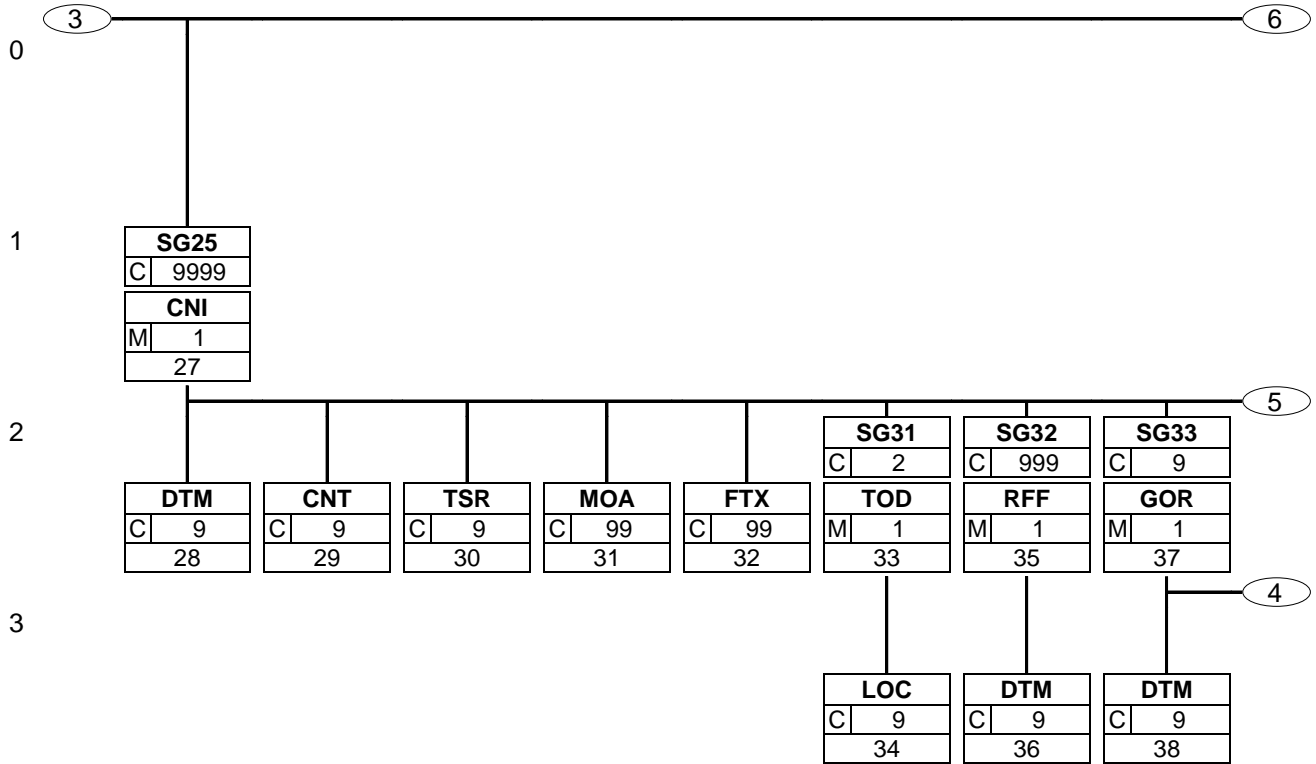 3 6
0
1
SG25
C 9999
CNI
M 1
27
5
2
SG31 SG32 SG33
C 2 C 999 C 9
DTM CNT TSR MOA FTX TOD RFF GOR
C 9 C 9 C 9 C 99 C 99 M 1 M 1 M 1
28 29 30 31 32 33 35 37
4
3
LOC DTM DTM
C 9 C 9 C 9
34 36 38